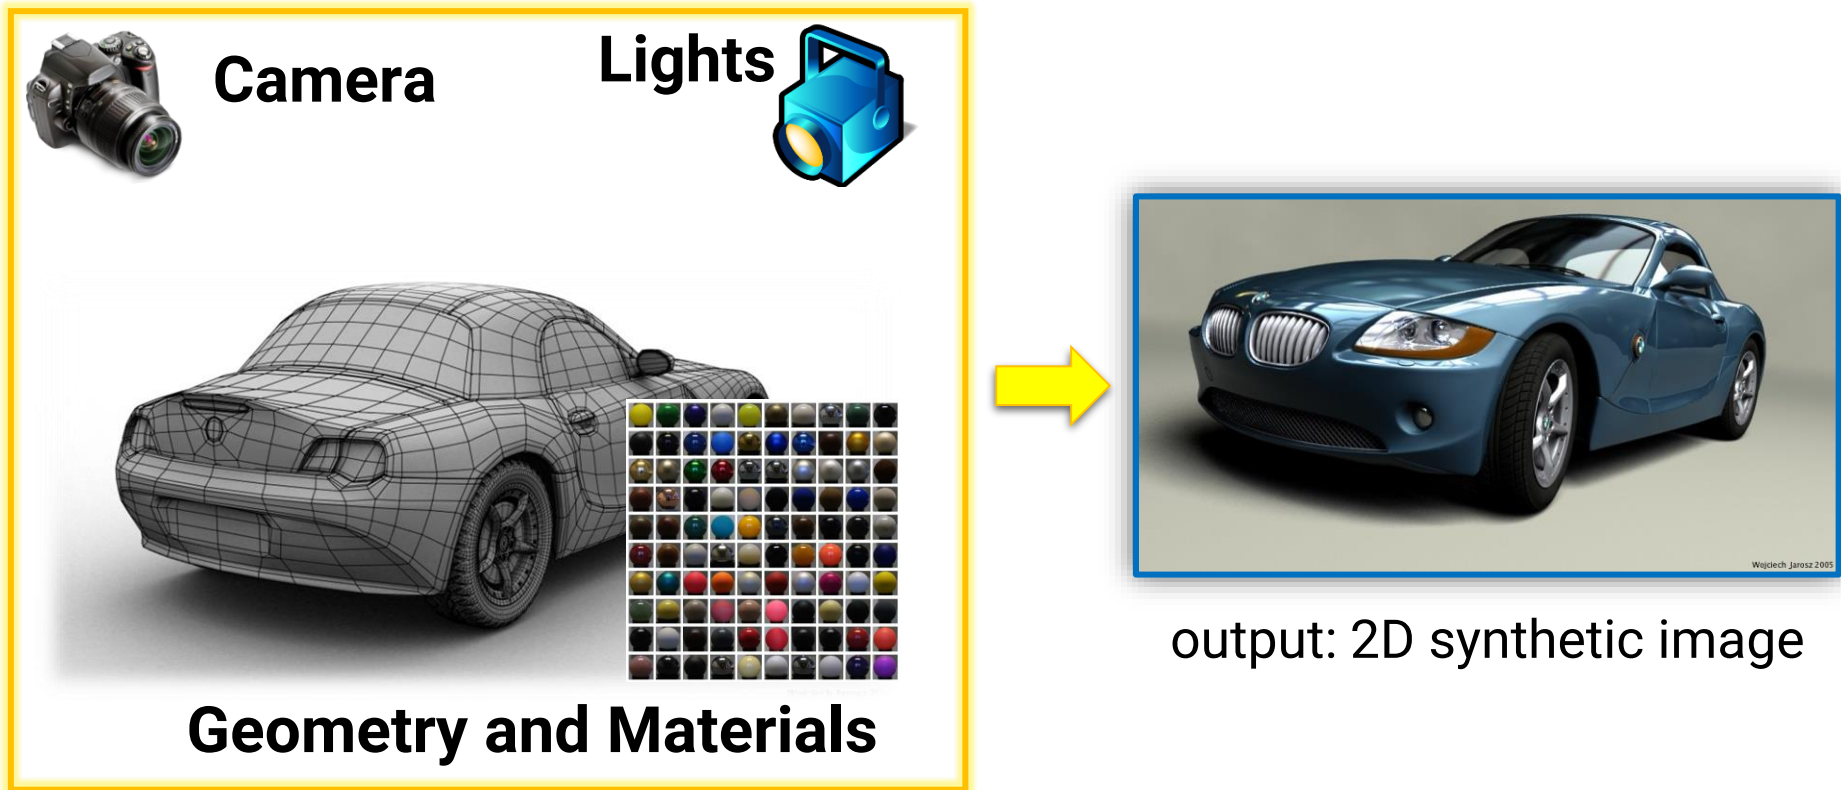 Camera
Lights
Geometry and Materials
Wojciech Jarosz 2005
output: 2D synthetic image